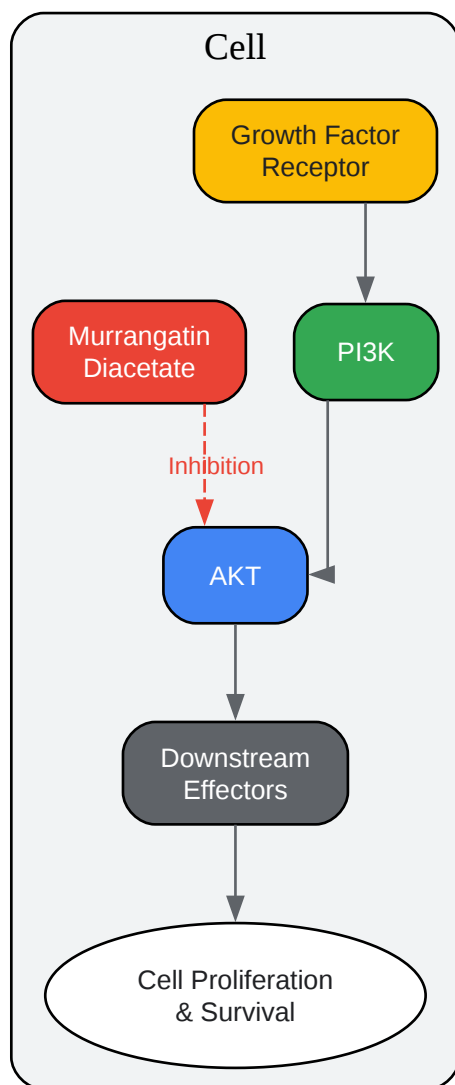 Cell
Growth Factor
Receptor
Murrangatin
Diacetate
PI3K
Inhibition
AKT
Downstream
Effectors
Cell Proliferation
& Survival